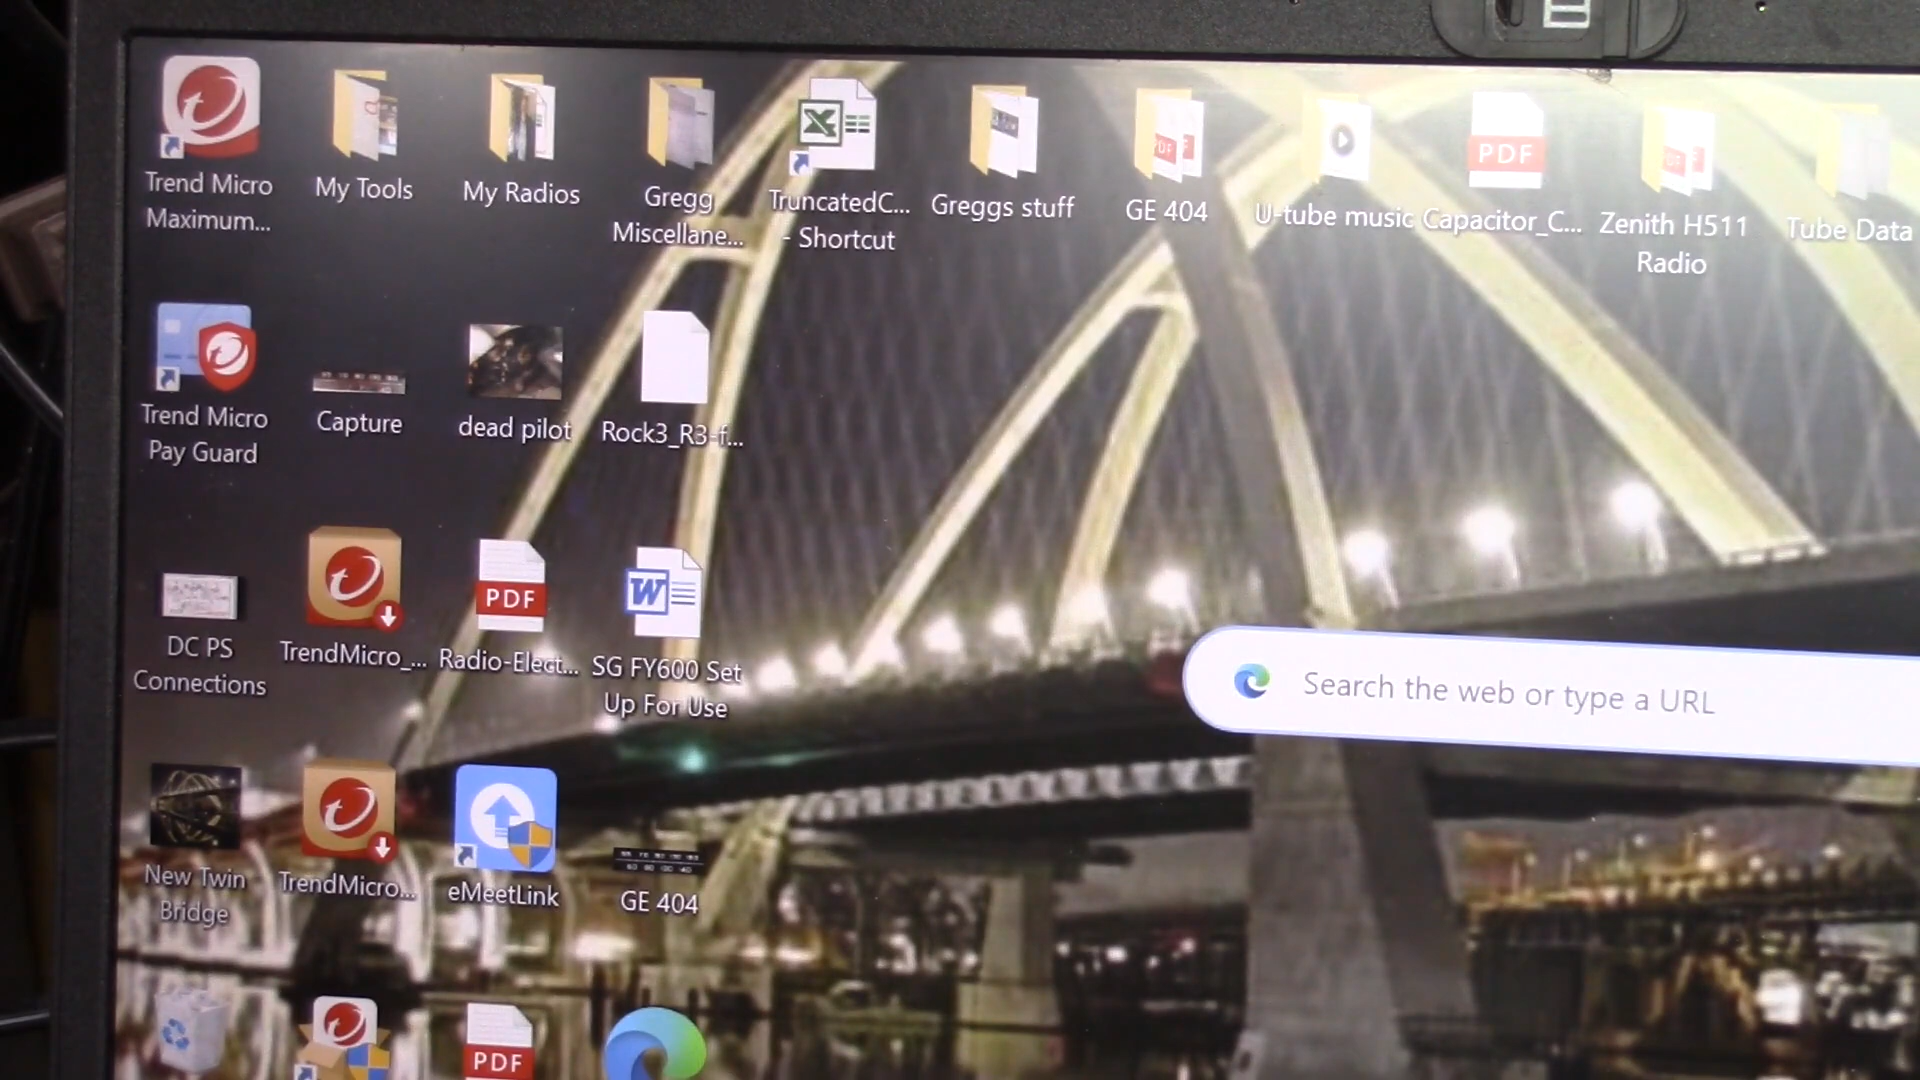 Trend Micro
Maximum...
My Tools
My Radios
Gregg
Miscellane...
TruncatedC...
- Shortcut
Greggs stuff
PDF
GE 404
U-tube music
PDF
Capacitor_C...
Zenith H511
Radio
Tube Data
Trend Micro
Pay Guard
Capture
dead pilot
Rock3_R3-f...
DC PS
Connections
TrendMicro_...
PDF
Radio-Elect...
W
SG FY600 Set
Up For Use
Search the web or type a URL
New Twin
Bridge
TrendMicro...
eMeetLink
GE 404
PDF